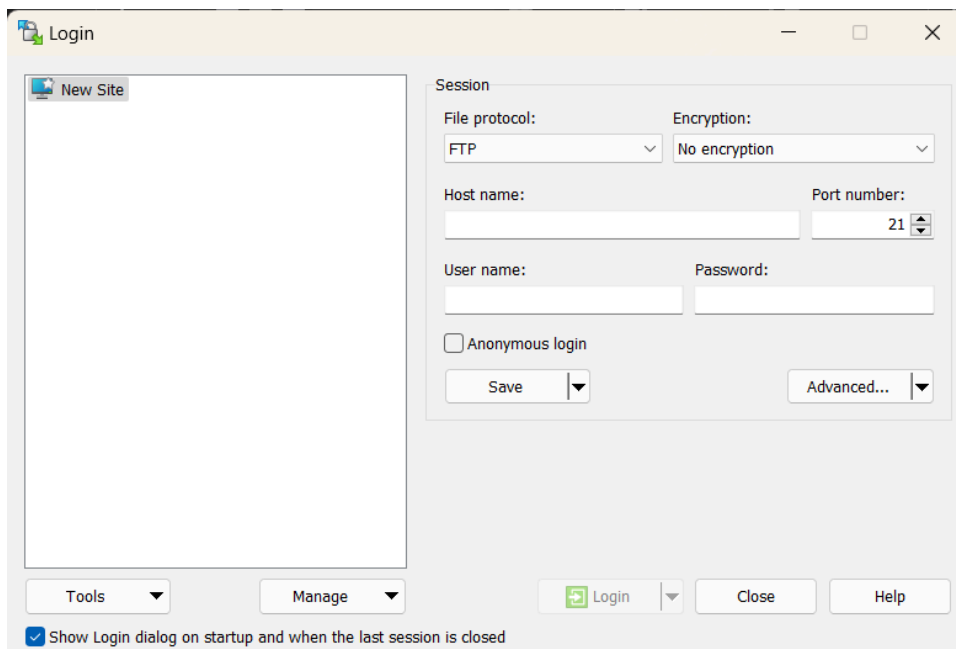 Login
New Site
Session
File protocol: Encryption:
FTP No encryption
Host name: Port number:
21
User name: Password:
Anonymous login
Save Advanced...
Tools Manage Login Close Help
Show Login dialog on startup and when the last session is closed